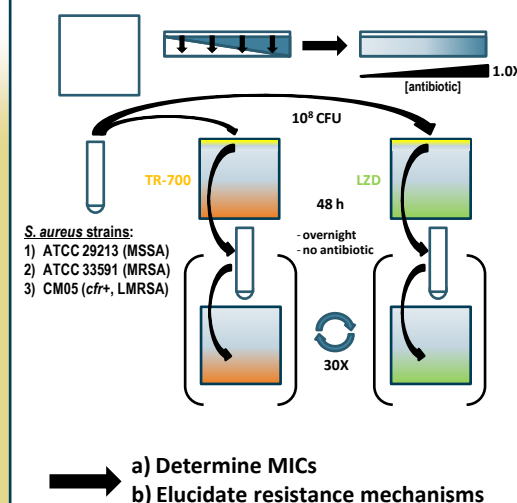 1.0X
[antibiotic]
10⁸ CFU
TR-700
LZD
48 h
- overnight
- no antibiotic
S. aureus strains:
1) ATCC 29213 (MSSA)
2) ATCC 33591 (MRSA)
3) CM05 (cfr+, LMRSA)
30X
a) Determine MICs
b) Elucidate resistance mechanisms